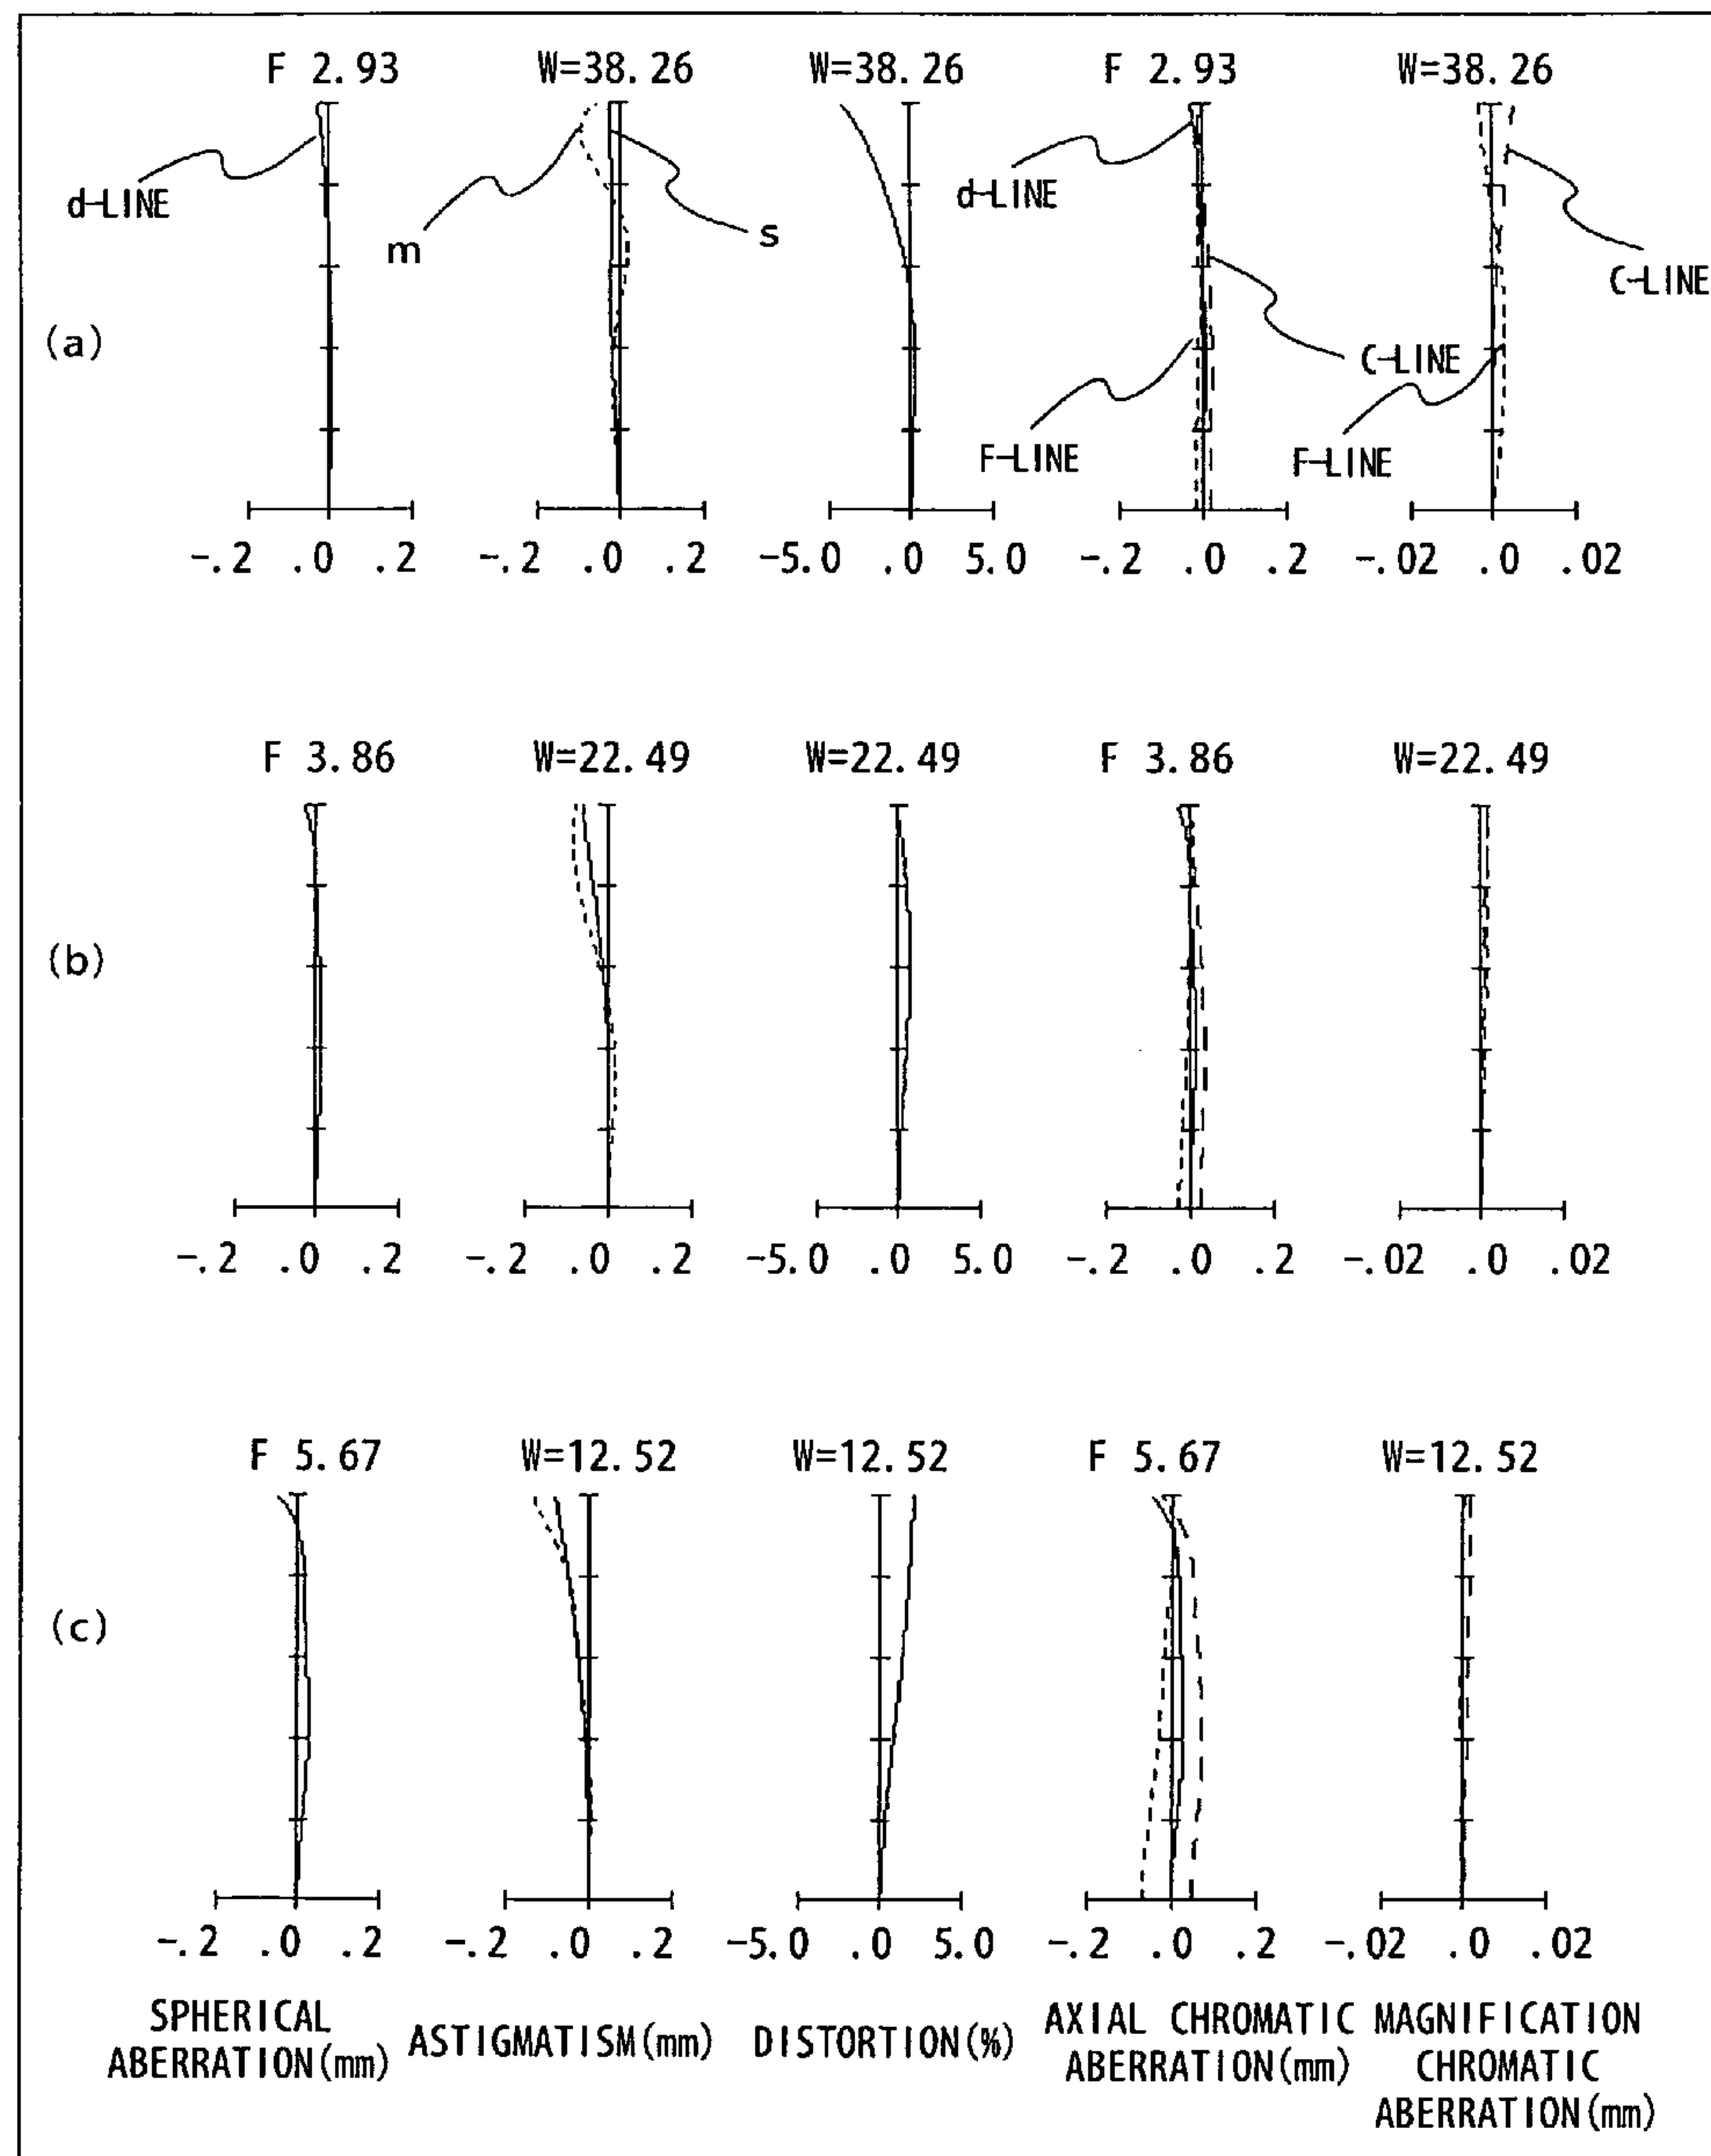 F 2.93 W=38.26 W=38.26 F 2.93 W=38.26
d-LINE m s d-LINE C-LINE
(a) C-LINE
F-LINE F-LINE
-.2 .0 .2 -.2 .0 .2 -5.0 .0 5.0 -.2 .0 .2 -.02 .0 .02
F 3.86 W=22.49 W=22.49 F 3.86 W=22.49
(b)
-.2 .0 .2 -.2 .0 .2 -5.0 .0 5.0 -.2 .0 .2 -.02 .0 .02
F 5.67 W=12.52 W=12.52 F 5.67 W=12.52
(c)
-.2 .0 .2 -.2 .0 .2 -5.0 .0 5.0 -.2 .0 .2 -.02 .0 .02
SPHERICAL
ABERRATION(mm)
ASTIGMATISM(mm)
DISTORTION(%)
AXIAL CHROMATIC
ABERRATION(mm)
MAGNIFICATION
CHROMATIC
ABERRATION(mm)